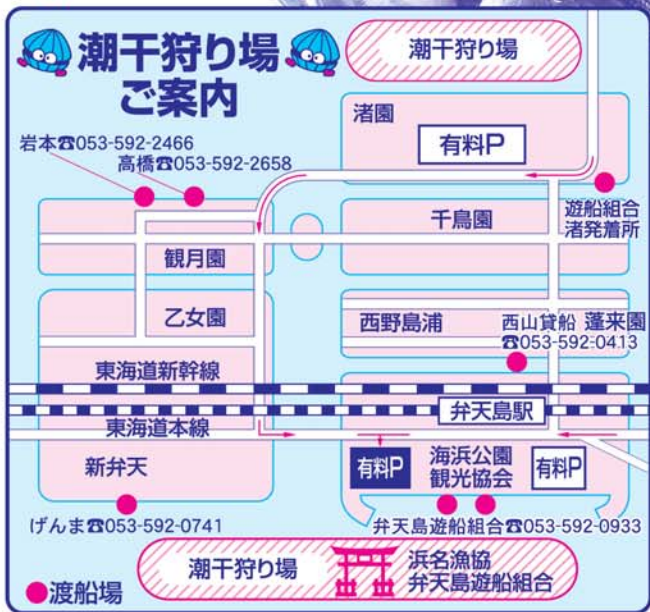 潮干狩り場
ご案内
潮干狩り場
渚園
有料P
岩本☎053-592-2466
高橋☎053-592-2658
遊船組合
渚発着所
千鳥園
観月園
乙女園
西野島浦
西山貸船 蓬来園
☎053-592-0413
東海道新幹線
弁天島駅
東海道本線
新弁天
有料P
海浜公園
観光協会
有料P
げんま☎053-592-0741
弁天島遊船組合☎053-592-0933
潮干狩り場
浜名漁協
弁天島遊船組合
渡船場